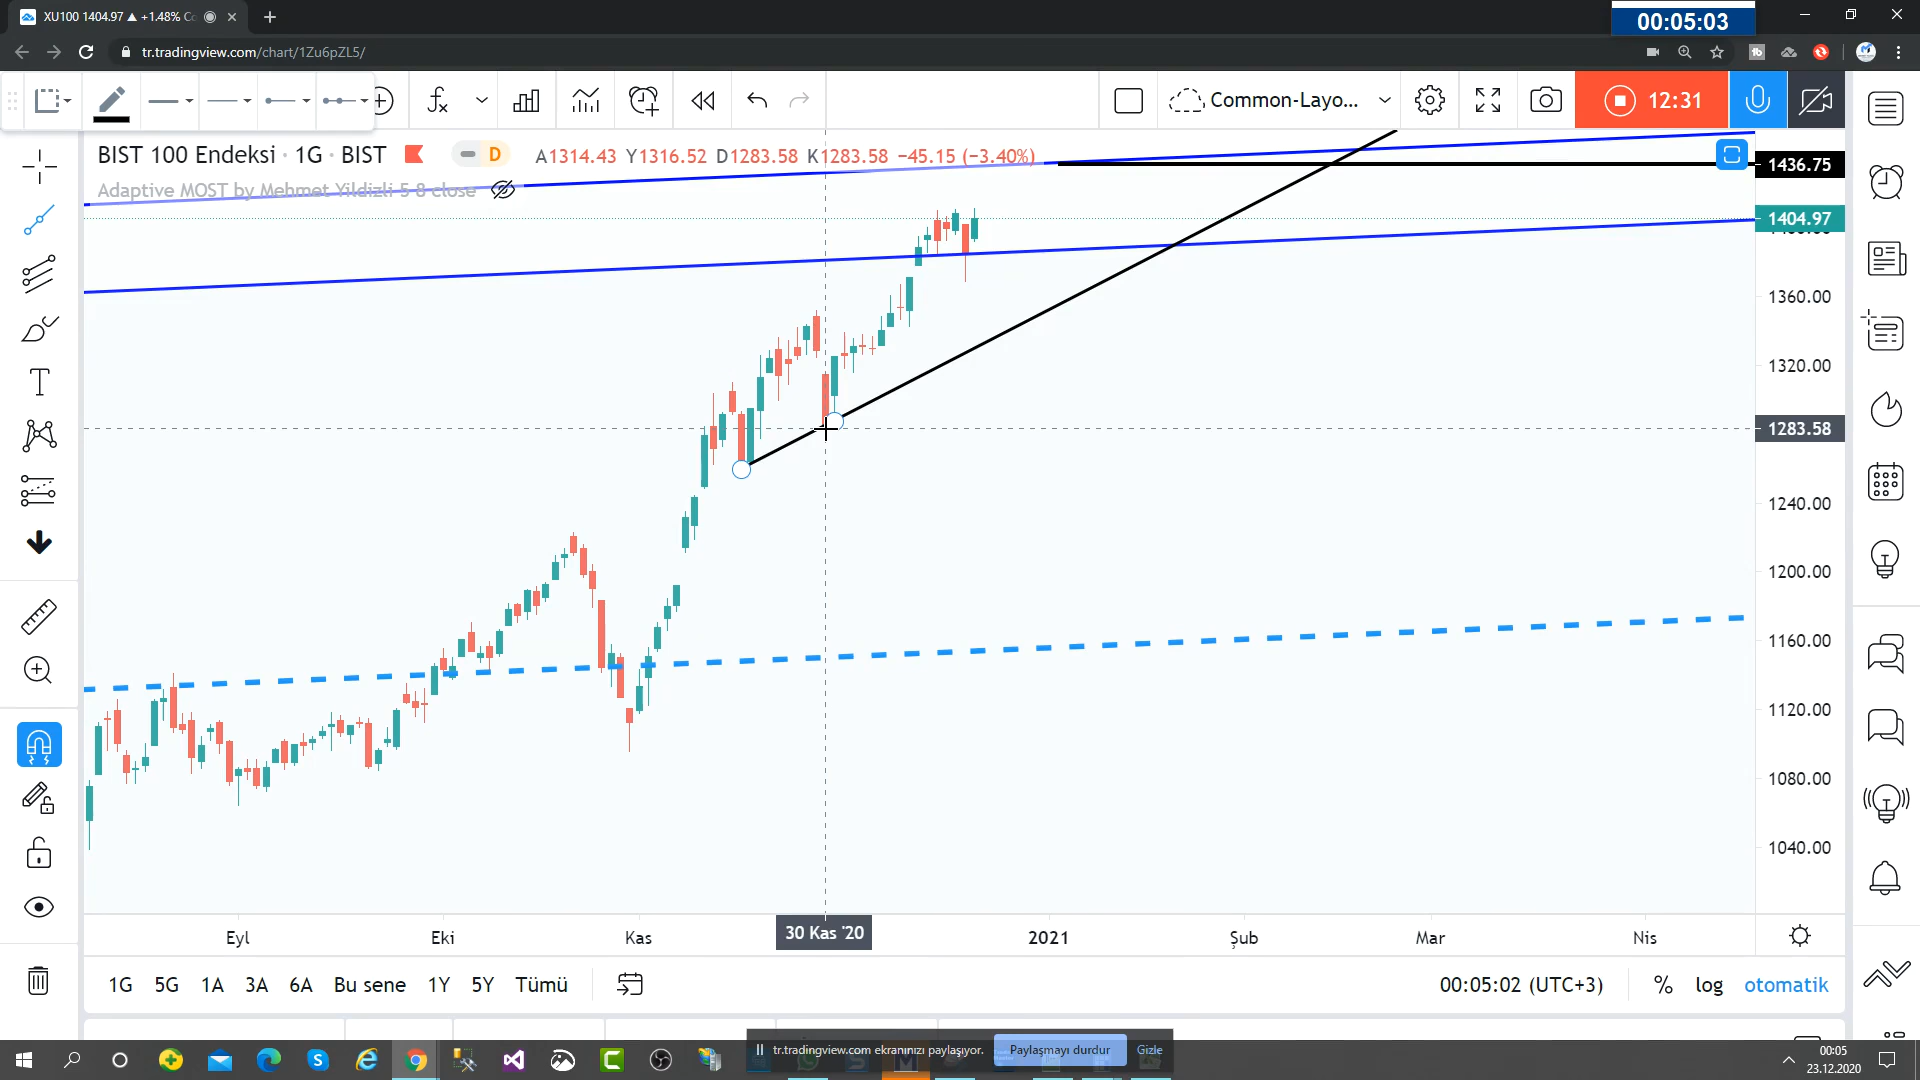 XU100 1404.97 ▲ +1.48% Co
00:05:03
tr.tradingview.com/chart/1Zu6pZL5/
Common-Layo...
12:31
BIST 100 Endeksi · 1G · BIST
D
A1314.43 Y1316.52 D1283.58 K1283.58 −45.15 (−3.40%)
Adaptive MOST by Mehmet Yildizli 5 8 close
1436.75
1404.97
1360.00
1320.00
1283.58
1240.00
1200.00
1160.00
1120.00
1080.00
1040.00
Eyl
Eki
Kas
30 Kas '20
2021
Şub
Mar
Nis
1G 5G 1A 3A 6A Bu sene 1Y 5Y Tümü
00:05:02 (UTC+3)
% log otomatik
tr.tradingview.com ekranınızı paylaşıyor.
Paylaşmayı durdur
Gizle
00:05
23.12.2020